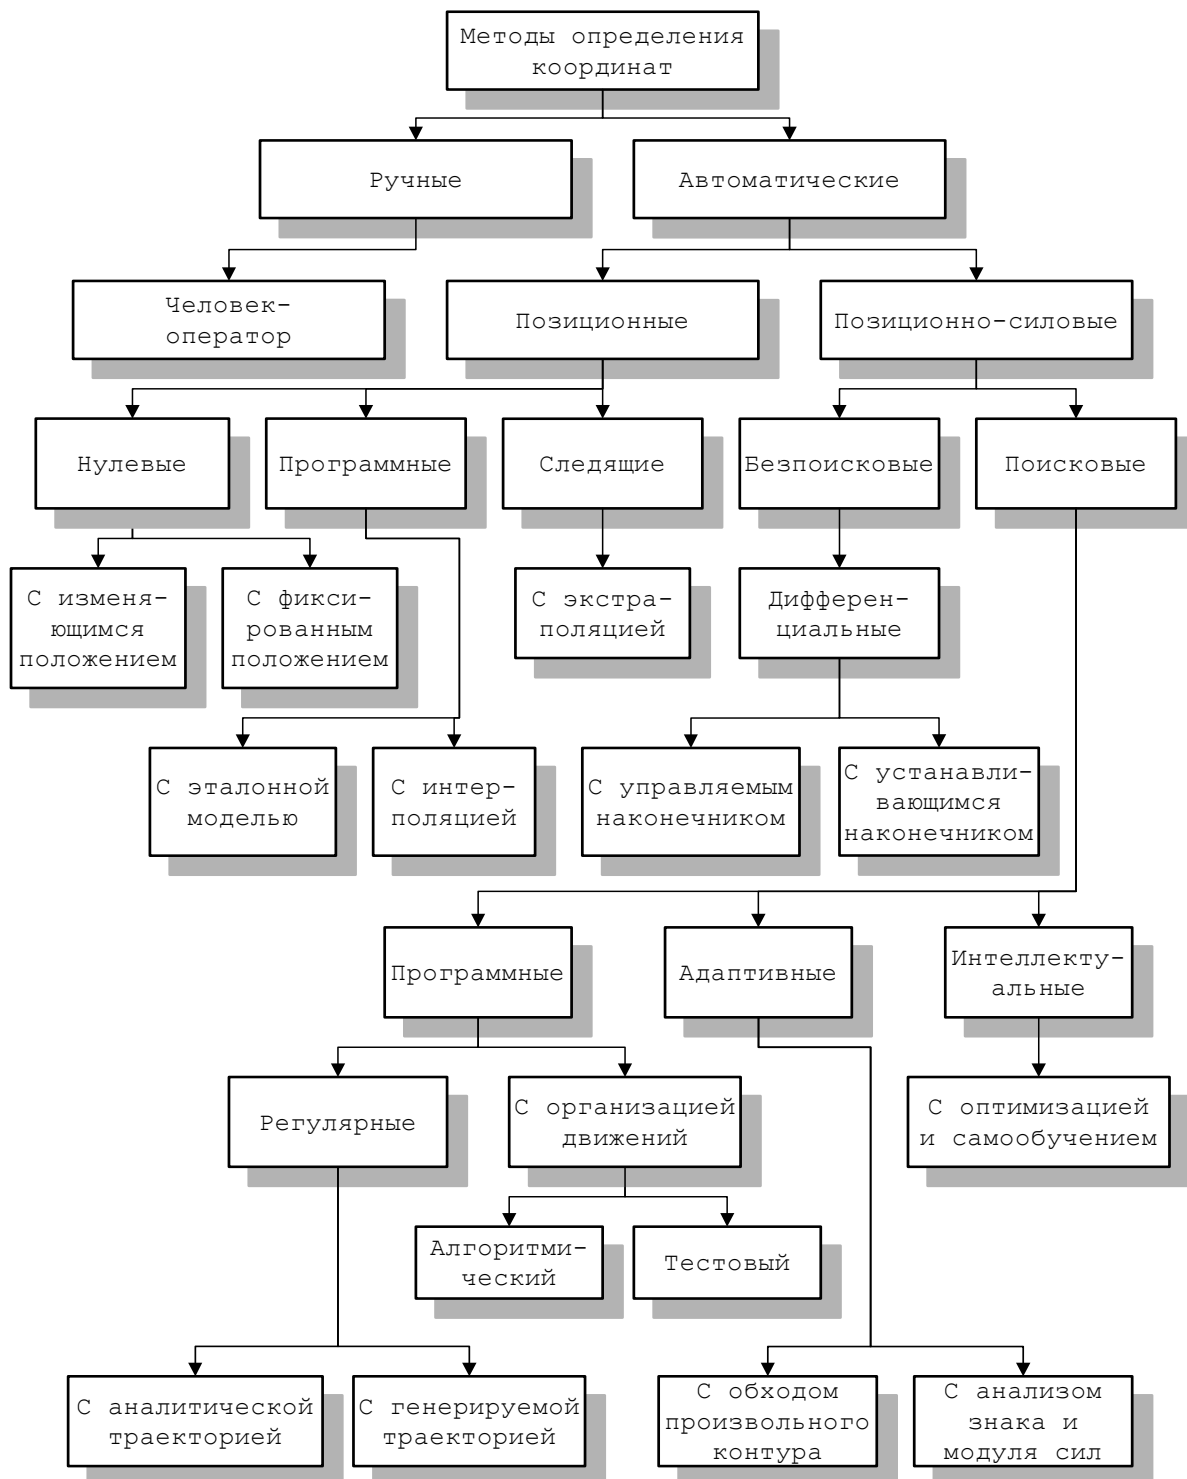 Методы определения
координат
Ручные
Автоматические
Человек-
оператор
Позиционные
Позиционно-силовые
Нулевые
Программные
Следящие
Безпоисковые
Поисковые
С изменя-
ющимся
положением
С фикси-
рованным
положением
С экстра-
поляцией
Дифферен-
циальные
С эталонной
моделью
С интер-
поляцией
С управляемым
наконечником
С устанавли-
вающимся
наконечником
Программные
Адаптивные
Интеллекту-
альные
Регулярные
С организацией
движений
С оптимизацией
и самообучением
Алгоритми-
ческий
Тестовый
С аналитической
траекторией
С генерируемой
траекторией
С обходом
произвольного
контура
С анализом
знака и
модуля сил